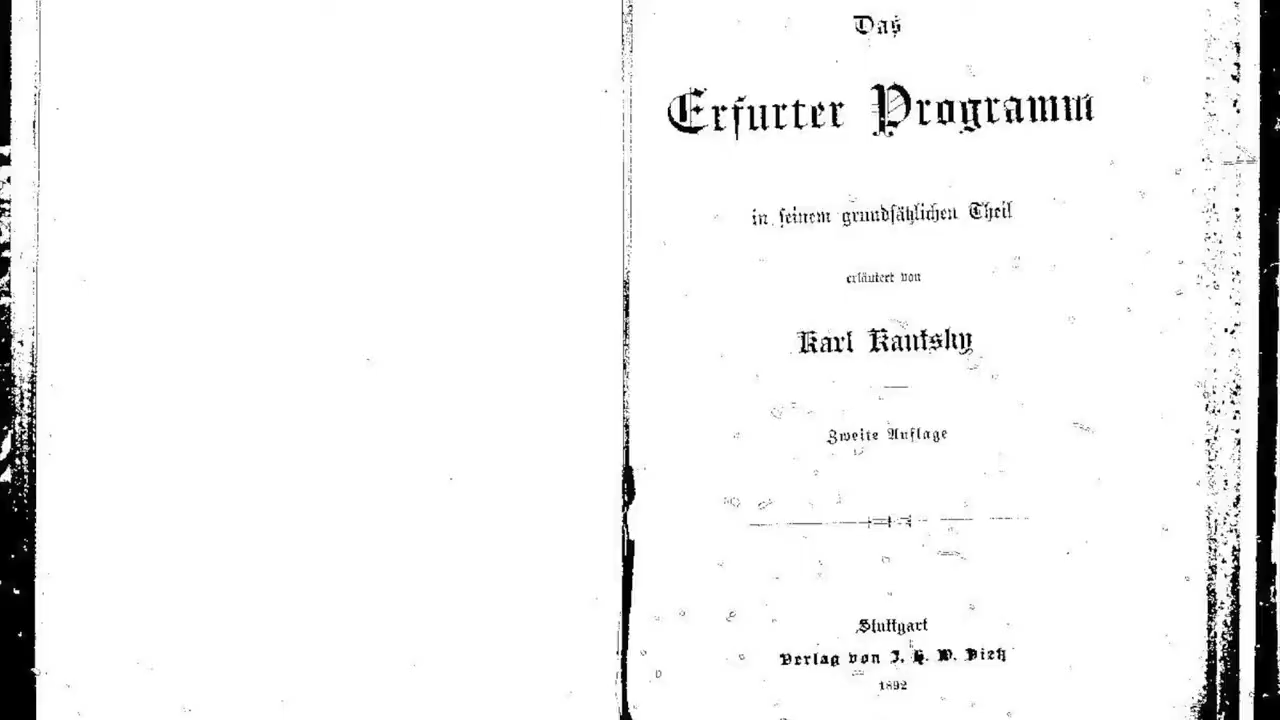 Das
Erfurter Programm
in seinem grundsätzlichen Theil
erläutert von
Karl Kautsky
Zweite Auflage
Stuttgart
Verlag von J. H. W. Dietz
1892